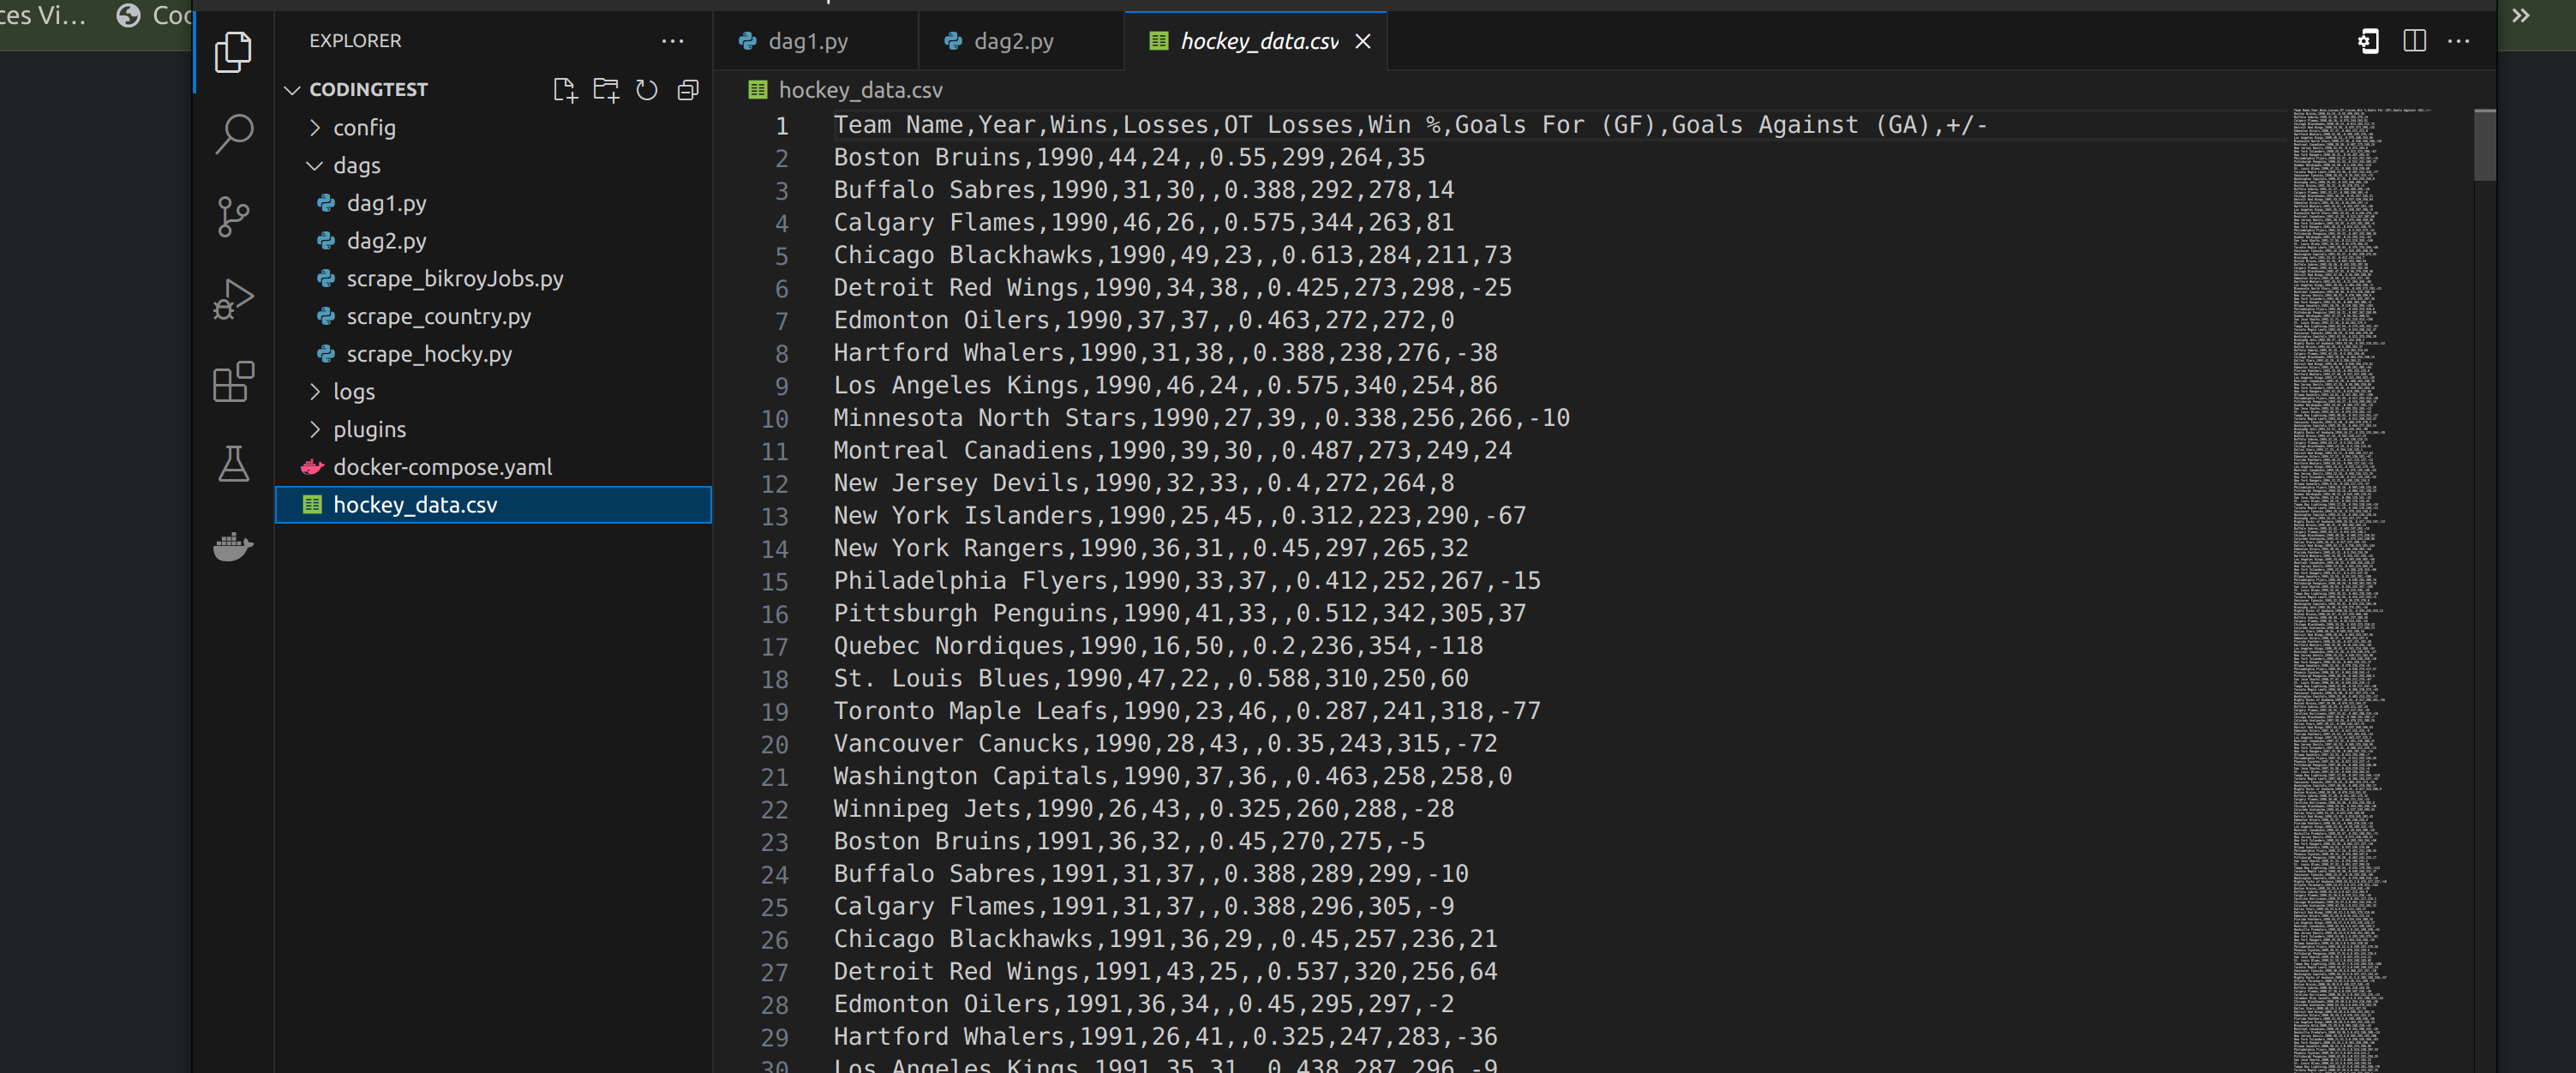 ces Vi...
EXPLORER
CODINGTEST
config
dags
dag1.py
dag2.py
scrape_bikroyJobs.py
scrape_country.py
scrape_hocky.py
logs
plugins
docker-compose.yaml
hockey_data.csv
dag1.py
dag2.py
hockey_data.csv
hockey_data.csv
1 Team Name,Year,Wins,Losses,OT Losses,Win %,Goals For (GF),Goals Against (GA),+/-
2 Boston Bruins,1990,44,24,,0.55,299,264,35
3 Buffalo Sabres,1990,31,30,,0.388,292,278,14
4 Calgary Flames,1990,46,26,,0.575,344,263,81
5 Chicago Blackhawks,1990,49,23,,0.613,284,211,73
6 Detroit Red Wings,1990,34,38,,0.425,273,298,-25
7 Edmonton Oilers,1990,37,37,,0.463,272,272,0
8 Hartford Whalers,1990,31,38,,0.388,238,276,-38
9 Los Angeles Kings,1990,46,24,,0.575,340,254,86
10 Minnesota North Stars,1990,27,39,,0.338,256,266,-10
11 Montreal Canadiens,1990,39,30,,0.487,273,249,24
12 New Jersey Devils,1990,32,33,,0.4,272,264,8
13 New York Islanders,1990,25,45,,0.312,223,290,-67
14 New York Rangers,1990,36,31,,0.45,297,265,32
15 Philadelphia Flyers,1990,33,37,,0.412,252,267,-15
16 Pittsburgh Penguins,1990,41,33,,0.512,342,305,37
17 Quebec Nordiques,1990,16,50,,0.2,236,354,-118
18 St. Louis Blues,1990,47,22,,0.588,310,250,60
19 Toronto Maple Leafs,1990,23,46,,0.287,241,318,-77
20 Vancouver Canucks,1990,28,43,,0.35,243,315,-72
21 Washington Capitals,1990,37,36,,0.463,258,258,0
22 Winnipeg Jets,1990,26,43,,0.325,260,288,-28
23 Boston Bruins,1991,36,32,,0.45,270,275,-5
24 Buffalo Sabres,1991,31,37,,0.388,289,299,-10
25 Calgary Flames,1991,31,37,,0.388,296,305,-9
26 Chicago Blackhawks,1991,36,29,,0.45,257,236,21
27 Detroit Red Wings,1991,43,25,,0.537,320,256,64
28 Edmonton Oilers,1991,36,34,,0.45,295,297,-2
29 Hartford Whalers,1991,26,41,,0.325,247,283,-36
30 Los Angeles Kings,1991,35,31,,0.438,287,296,-9